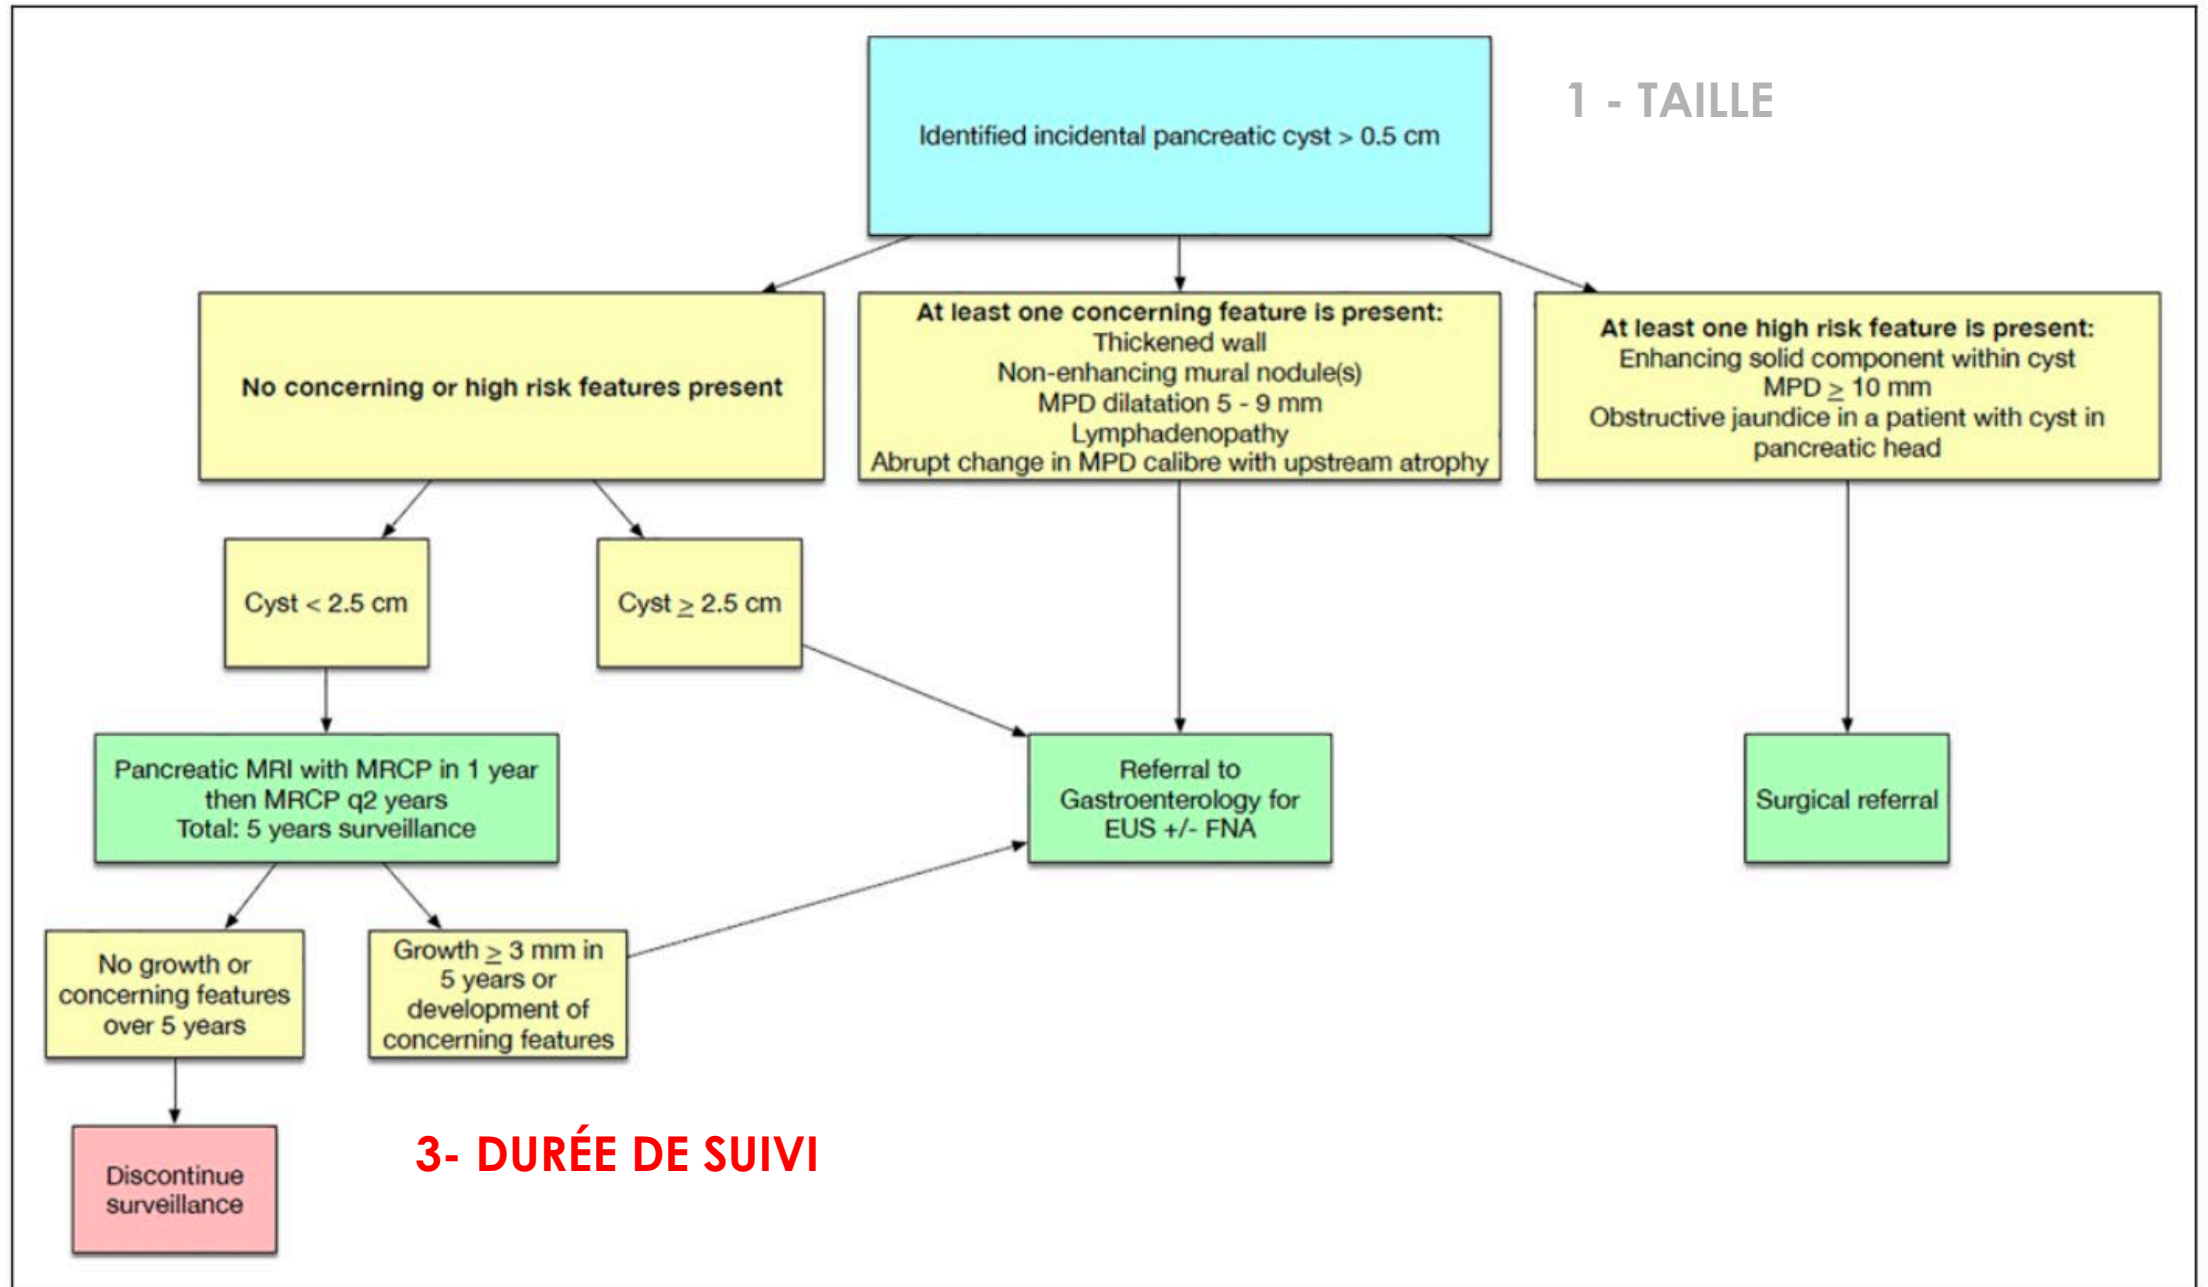 1 - TAILLE
Identified incidental pancreatic cyst > 0.5 cm
No concerning or high risk features present
At least one concerning feature is present:
Thickened wall
Non-enhancing mural nodule(s)
MPD dilatation 5 - 9 mm
Lymphadenopathy
Abrupt change in MPD calibre with upstream atrophy
At least one high risk feature is present:
Enhancing solid component within cyst
MPD ≥ 10 mm
Obstructive jaundice in a patient with cyst in
pancreatic head
Cyst < 2.5 cm
Cyst ≥ 2.5 cm
Pancreatic MRI with MRCP in 1 year
then MRCP q2 years
Total: 5 years surveillance
Referral to
Gastroenterology for
EUS +/- FNA
Surgical referral
No growth or
concerning features
over 5 years
Growth ≥ 3 mm in
5 years or
development of
concerning features
Discontinue
surveillance
3- DURÉE DE SUIVI